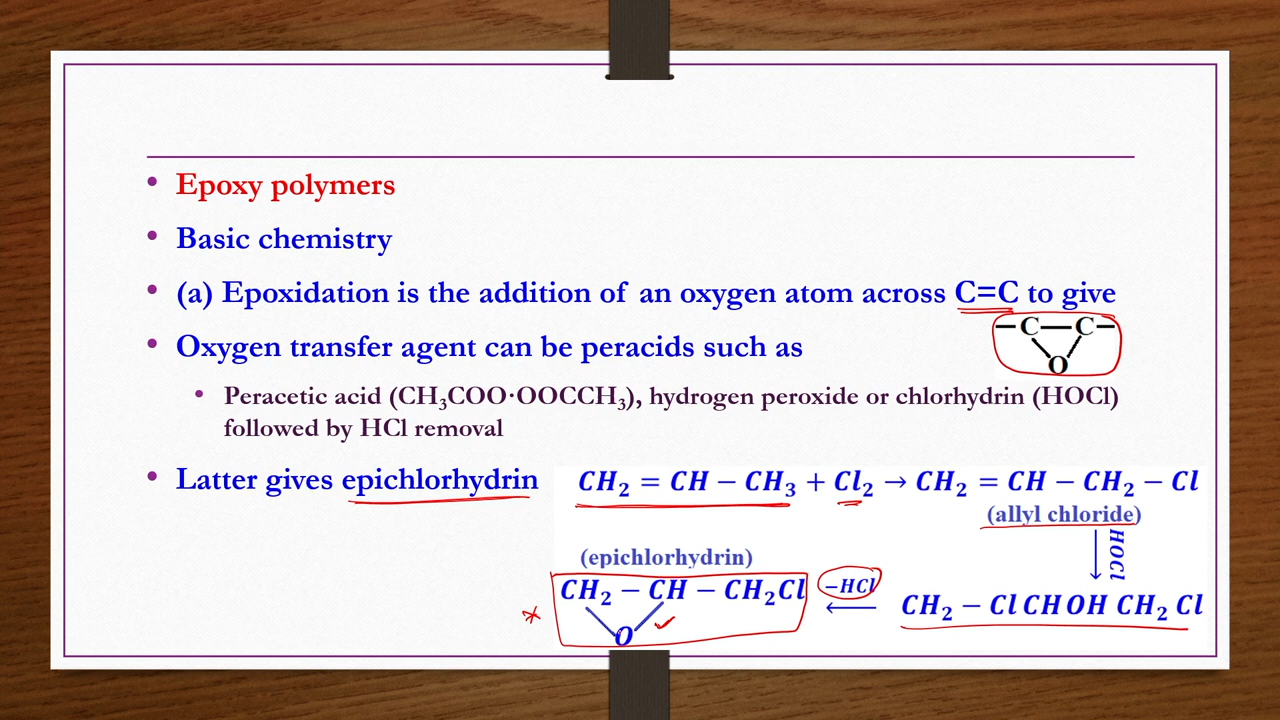 • Epoxy polymers
• Basic chemistry
• (a) Epoxidation is the addition of an oxygen atom across C=C to give
–C—C–
O
• Oxygen transfer agent can be peracids such as
• Peracetic acid (CH₃COO·OOCCH₃), hydrogen peroxide or chlorhydrin (HOCl)
followed by HCl removal
• Latter gives epichlorhydrin
CH₂ = CH − CH₃ + Cl₂ → CH₂ = CH − CH₂ − Cl
(allyl chloride)
HOCl
(epichlorhydrin)
CH₂ − CH − CH₂Cl
O
−HCl
←
CH₂ − Cl CH OH CH₂ Cl